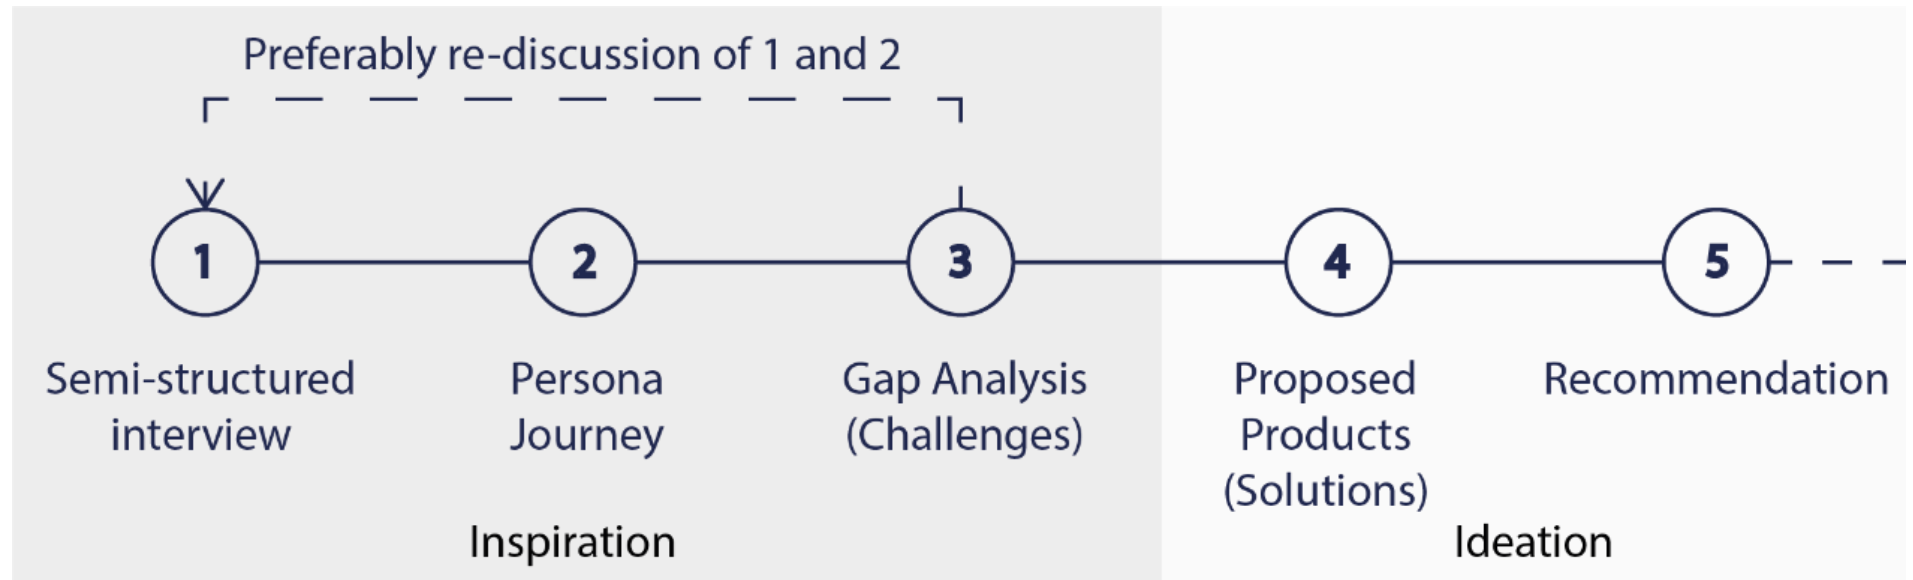 Preferably re-discussion of 1 and 2
1
2
3
4
5
Semi-structured
interview
Persona
Journey
Gap Analysis
(Challenges)
Proposed
Products
(Solutions)
Recommendation
Inspiration
Ideation